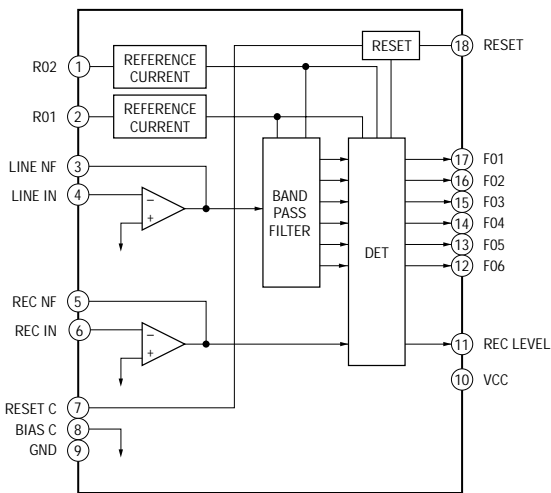 RESET
18 RESET
R02 1 REFERENCE CURRENT
R01 2 REFERENCE CURRENT
LINE NF 3
LINE IN 4
−
+
BAND
PASS
FILTER
DET
17 F01
16 F02
15 F03
14 F04
13 F05
12 F06
REC NF 5
REC IN 6
−
+
11 REC LEVEL
10 VCC
RESET C 7
BIAS C 8
GND 9